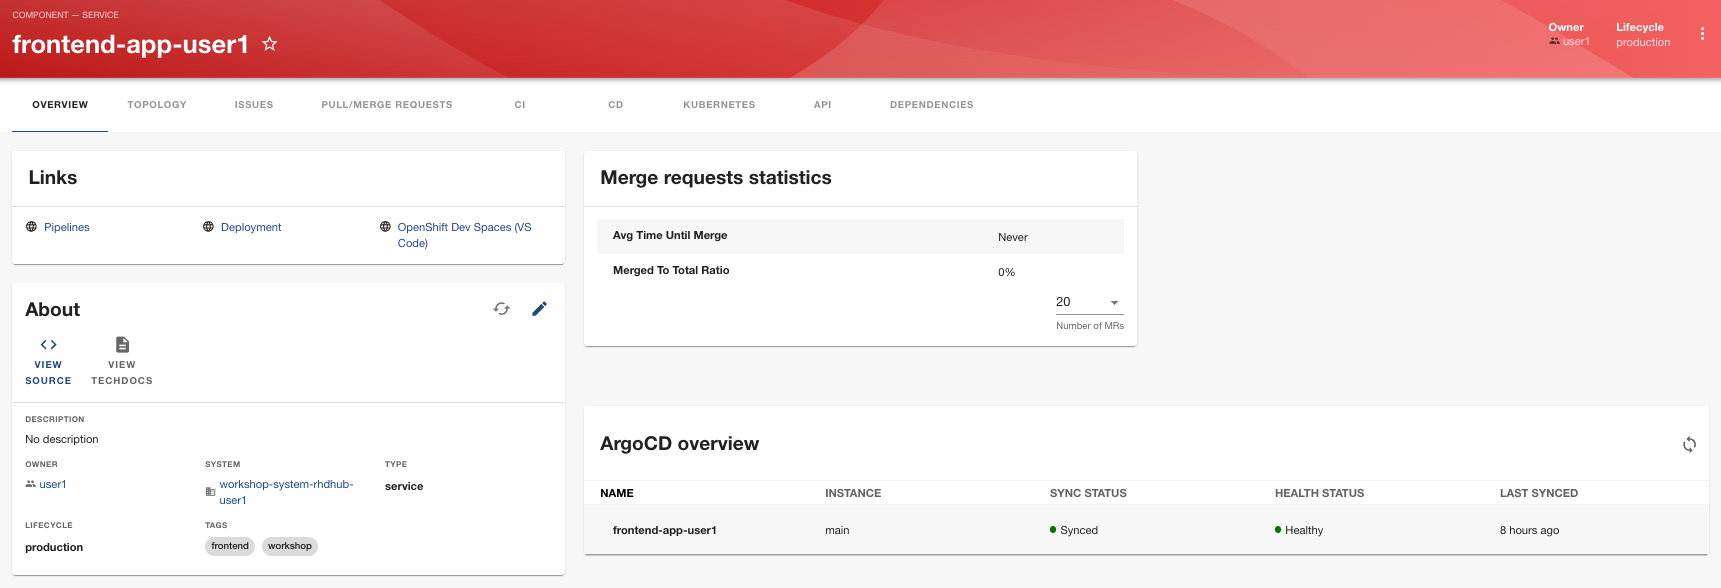 COMPONENT — SERVICE
frontend-app-user1
Owner
user1
Lifecycle
production
OVERVIEW TOPOLOGY ISSUES PULL/MERGE REQUESTS CI CD KUBERNETES API DEPENDENCIES
Links
Pipelines
Deployment
OpenShift Dev Spaces (VS
Code)
About
VIEW
SOURCE
VIEW
TECHDOCS
DESCRIPTION
No description
OWNER
user1
SYSTEM
workshop-system-rhdhub-
user1
TYPE
service
LIFECYCLE
production
TAGS
frontend workshop
Merge requests statistics
Avg Time Until Merge Never
Merged To Total Ratio 0%
20
Number of MRs
ArgoCD overview
NAME INSTANCE SYNC STATUS HEALTH STATUS LAST SYNCED
frontend-app-user1 main Synced Healthy 8 hours ago